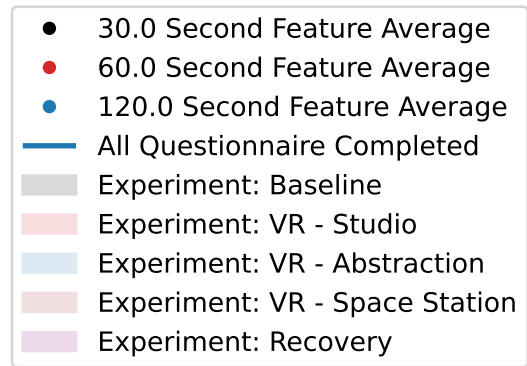 30.0 Second Feature Average
60.0 Second Feature Average
120.0 Second Feature Average
All Questionnaire Completed
Experiment: Baseline
Experiment: VR - Studio
Experiment: VR - Abstraction
Experiment: VR - Space Station
Experiment: Recovery